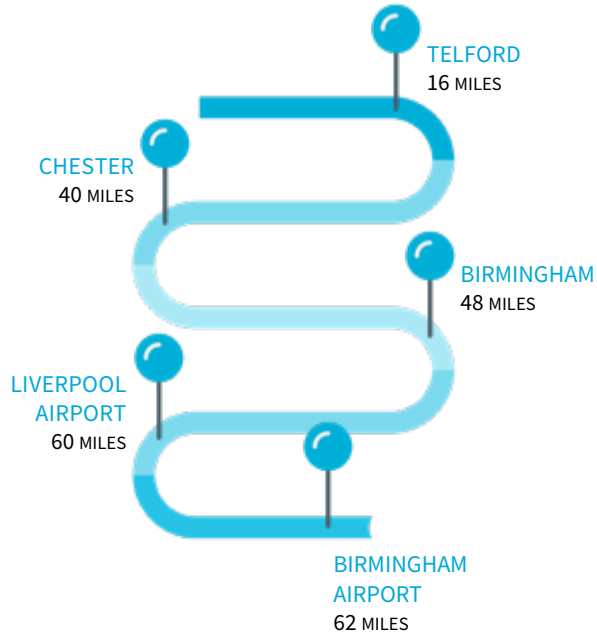 TELFORD
16 MILES
CHESTER
40 MILES
BIRMINGHAM
48 MILES
LIVERPOOL
AIRPORT
60 MILES
BIRMINGHAM
AIRPORT
62 MILES